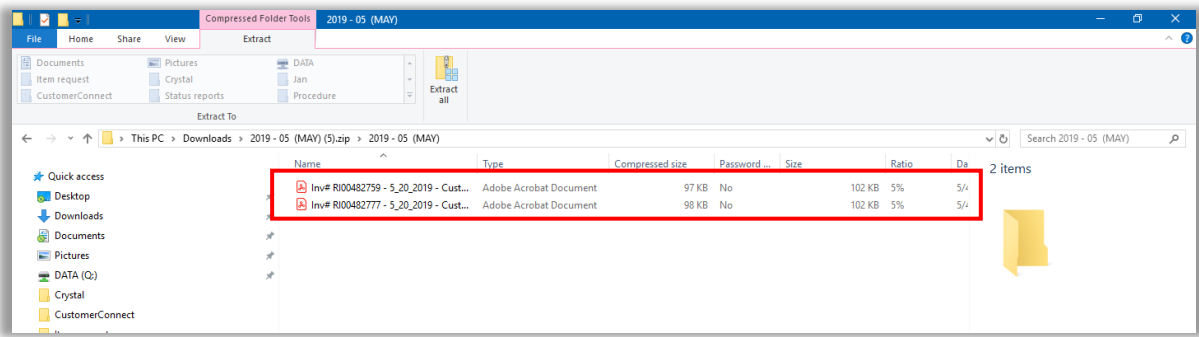 Compressed Folder Tools 2019 - 05 (MAY)
File Home Share View Extract
Documents Pictures DATA
Item request Crystal Jan
CustomerConnect Status reports Procedure
Extract all
Extract To
This PC > Downloads > 2019 - 05 (MAY) (5).zip > 2019 - 05 (MAY) Search 2019 - 05 (MAY)
Name Type Compressed size Password ... Size Ratio Da
2 items
Quick access
Inv# RI00482759 - 5_20_2019 - Cust... Adobe Acrobat Document 97 KB No 102 KB 5% 5/4
Desktop
Inv# RI00482777 - 5_20_2019 - Cust... Adobe Acrobat Document 98 KB No 102 KB 5% 5/4
Downloads
Documents
Pictures
DATA (Q:)
Crystal
CustomerConnect